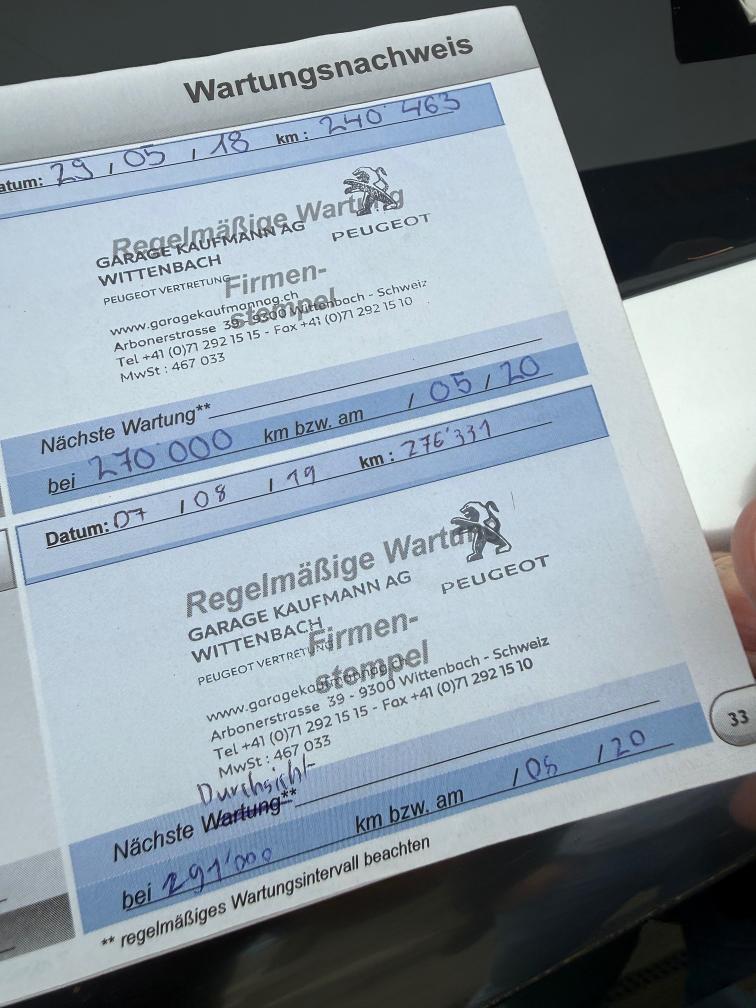 Wartungsnachweis
atum: 29 / 05 / 18 km : 240'463
Regelmäßige Wartung
PEUGEOT
GARAGE KAUFMANN AG
WITTENBACH
PEUGEOT VERTRETUNG
Firmen-
stempel
www.garagekaufmannag.ch
Arbonerstrasse 39 - 9300 Wittenbach - Schweiz
Tel +41 (0)71 292 15 15 - Fax +41 (0)71 292 15 10
MwSt : 467 033
Nächste Wartung**
bei 270'000 km bzw. am / 05 / 20
Datum: 07 / 08 / 19 km : 276'331
Regelmäßige Wartung
PEUGEOT
GARAGE KAUFMANN AG
WITTENBACH
PEUGEOT VERTRETUNG
Firmen-
stempel
www.garagekaufmannag.ch
Arbonerstrasse 39 - 9300 Wittenbach - Schweiz
Tel +41 (0)71 292 15 15 - Fax +41 (0)71 292 15 10
MwSt : 467 033
Durchsicht
Nächste Wartung**
bei 291'000 km bzw. am / 08 / 20
** regelmäßiges Wartungsintervall beachten
33